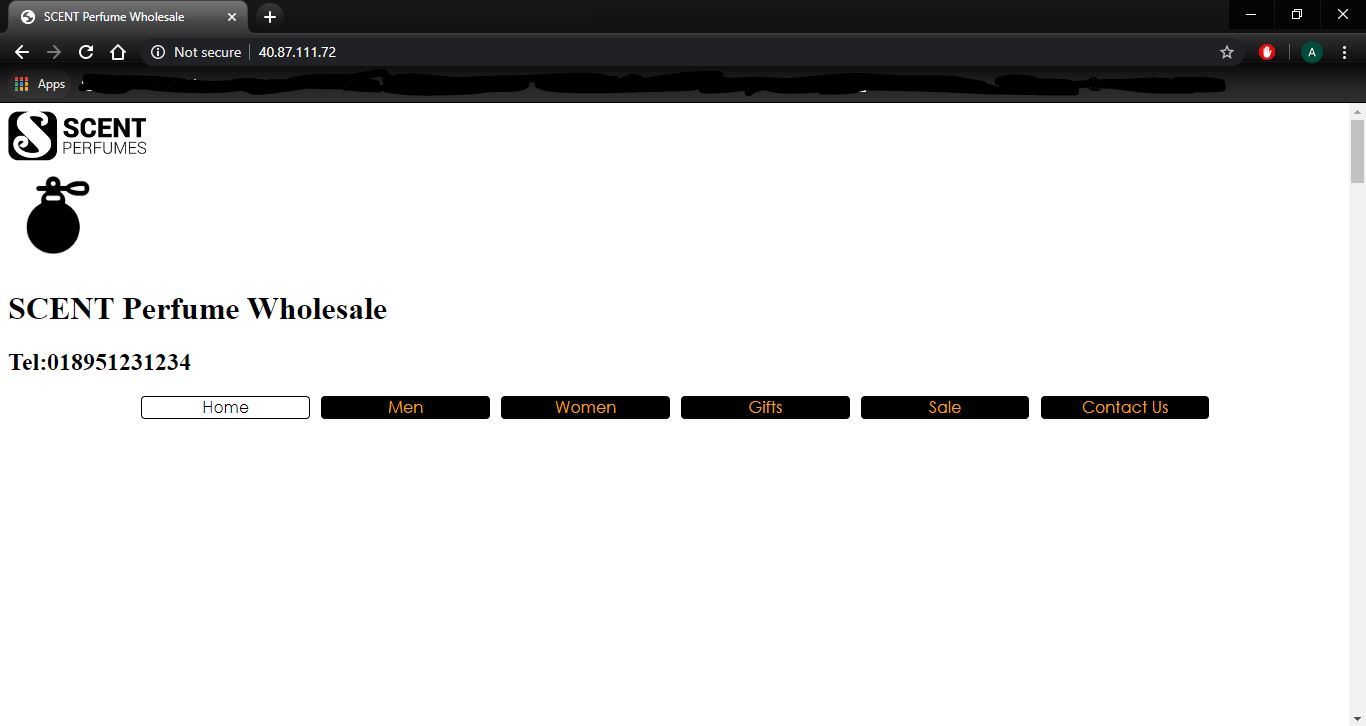 SCENT Perfume Wholesale
Not secure 40.87.111.72
A
Apps
SCENT
PERFUMES
SCENT Perfume Wholesale
Tel:018951231234
Home Men Women Gifts Sale Contact Us